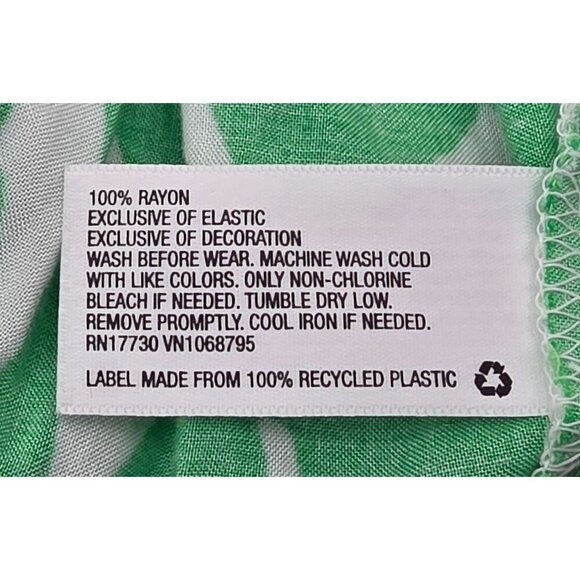 100% RAYON
EXCLUSIVE OF ELASTIC
EXCLUSIVE OF DECORATION
WASH BEFORE WEAR. MACHINE WASH COLD
WITH LIKE COLORS. ONLY NON-CHLORINE
BLEACH IF NEEDED. TUMBLE DRY LOW.
REMOVE PROMPTLY. COOL IRON IF NEEDED.
RN17730 VN1068795
LABEL MADE FROM 100% RECYCLED PLASTIC